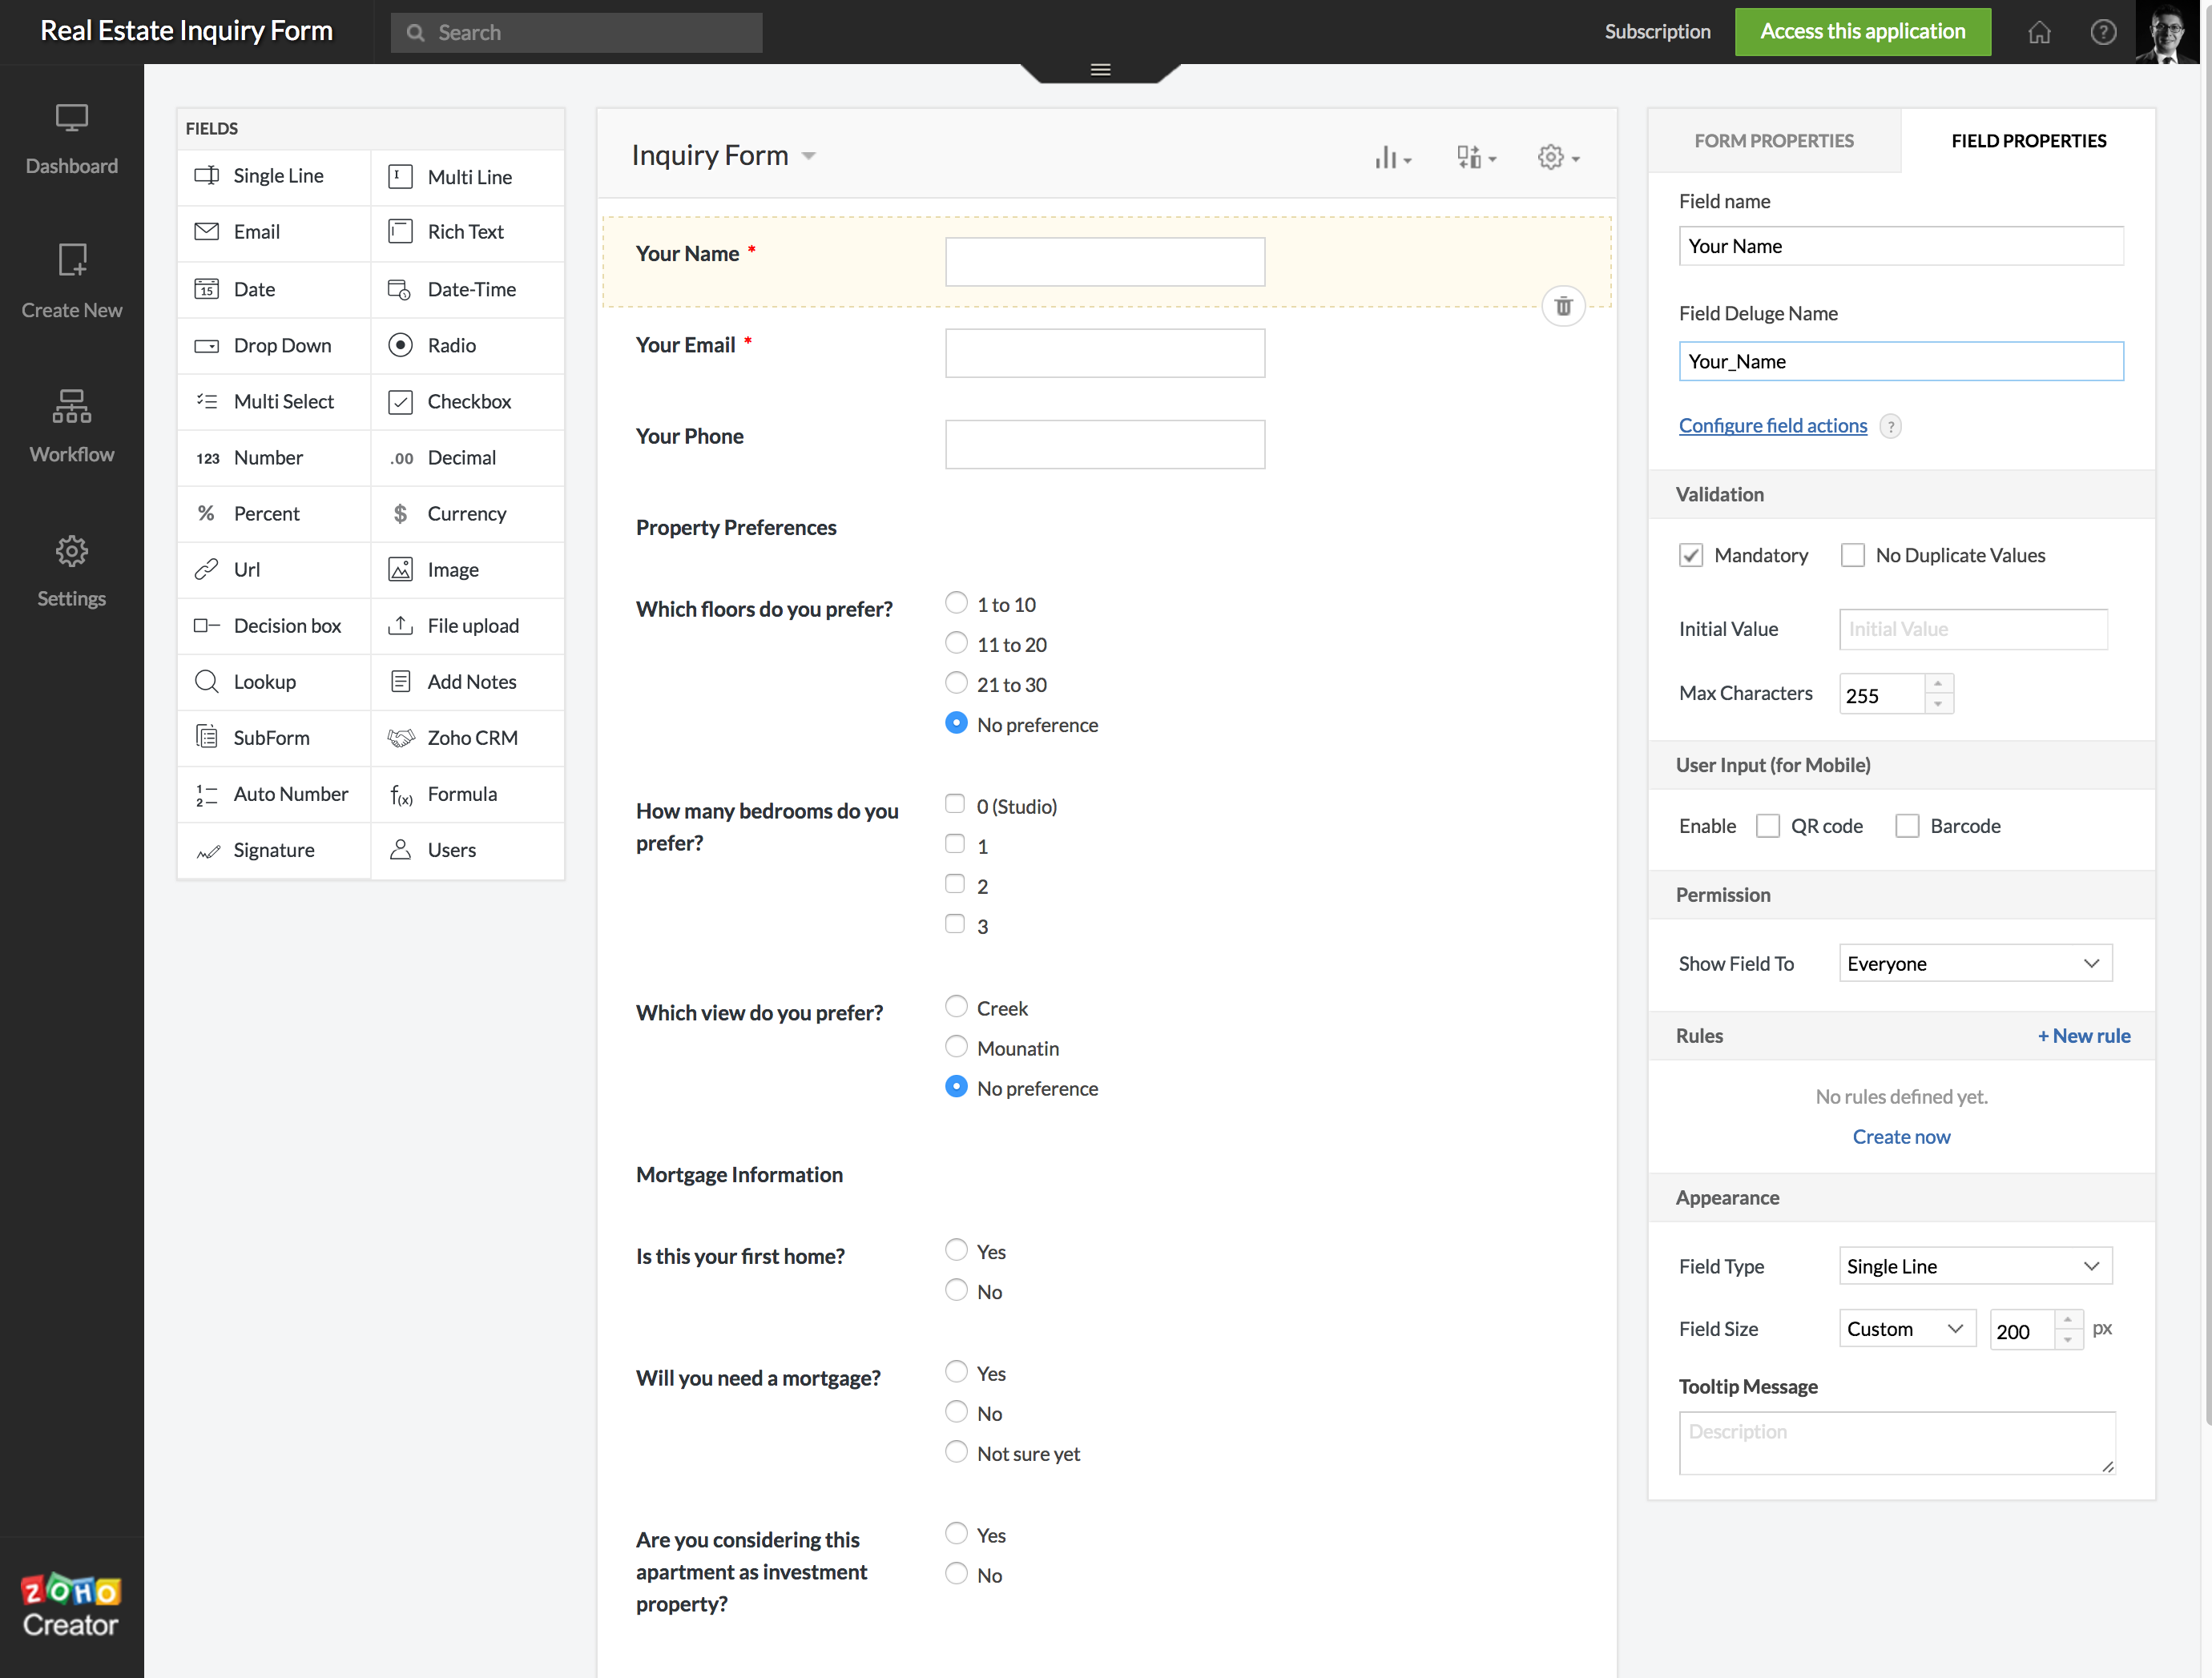 Real Estate Inquiry Form
Search
Subscription
Access this application
?
Dashboard
Create New
Workflow
Settings
ZOHO
Creator
FIELDS
Single Line
Multi Line
Email
Rich Text
15
Date
Date-Time
Drop Down
Radio
Multi Select
Checkbox
123 Number
.00 Decimal
% Percent
$ Currency
Url
Image
Decision box
File upload
Lookup
Add Notes
SubForm
Zoho CRM
1
2
Auto Number
f(x) Formula
Signature
Users
Inquiry Form
Your Name *
Your Email *
Your Phone
Property Preferences
Which floors do you prefer?
1 to 10
11 to 20
21 to 30
No preference
How many bedrooms do you
prefer?
0 (Studio)
1
2
3
Which view do you prefer?
Creek
Mounatin
No preference
Mortgage Information
Is this your first home?
Yes
No
Will you need a mortgage?
Yes
No
Not sure yet
Are you considering this
apartment as investment
property?
Yes
No
FORM PROPERTIES
FIELD PROPERTIES
Field name
Your Name
Field Deluge Name
Your_Name
Configure field actions ?
Validation
Mandatory
No Duplicate Values
Initial Value
Initial Value
Max Characters
255
User Input (for Mobile)
Enable
QR code
Barcode
Permission
Show Field To
Everyone
Rules
+ New rule
No rules defined yet.
Create now
Appearance
Field Type
Single Line
Field Size
Custom
200
px
Tooltip Message
Description